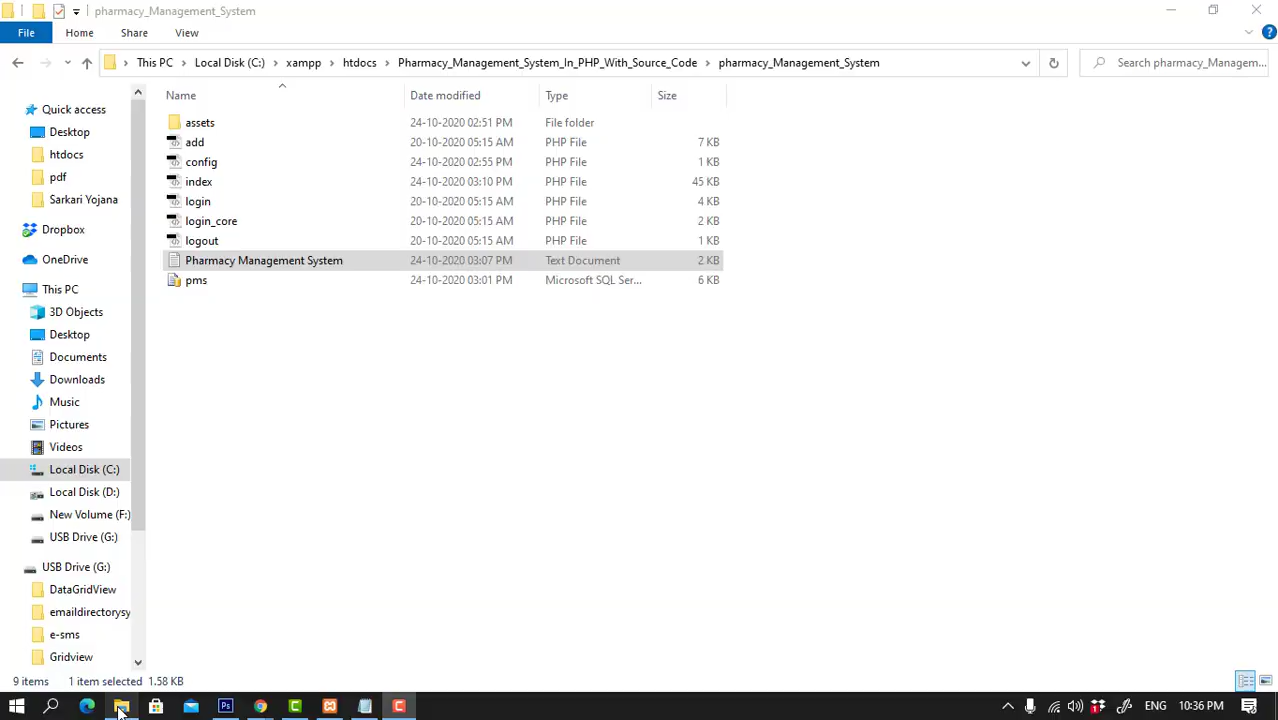 pharmacy_Management_System
File Home Share View
This PC Local Disk (C:) xampp htdocs Pharmacy_Management_System_In_PHP_With_Source_Code pharmacy_Management_System
Search pharmacy_Managem...
Name Date modified Type Size
assets 24-10-2020 02:51 PM File folder
add 20-10-2020 05:15 AM PHP File 7 KB
config 24-10-2020 02:55 PM PHP File 1 KB
index 24-10-2020 03:10 PM PHP File 45 KB
login 20-10-2020 05:15 AM PHP File 4 KB
login_core 20-10-2020 05:15 AM PHP File 2 KB
logout 20-10-2020 05:15 AM PHP File 1 KB
Pharmacy Management System 24-10-2020 03:07 PM Text Document 2 KB
pms 24-10-2020 03:01 PM Microsoft SQL Ser... 6 KB
Quick access
Desktop
htdocs
pdf
Sarkari Yojana
Dropbox
OneDrive
This PC
3D Objects
Desktop
Documents
Downloads
Music
Pictures
Videos
Local Disk (C:)
Local Disk (D:)
New Volume (F:)
USB Drive (G:)
USB Drive (G:)
DataGridView
emaildirectorysy
e-sms
Gridview
9 items 1 item selected 1.58 KB
ENG 10:36 PM